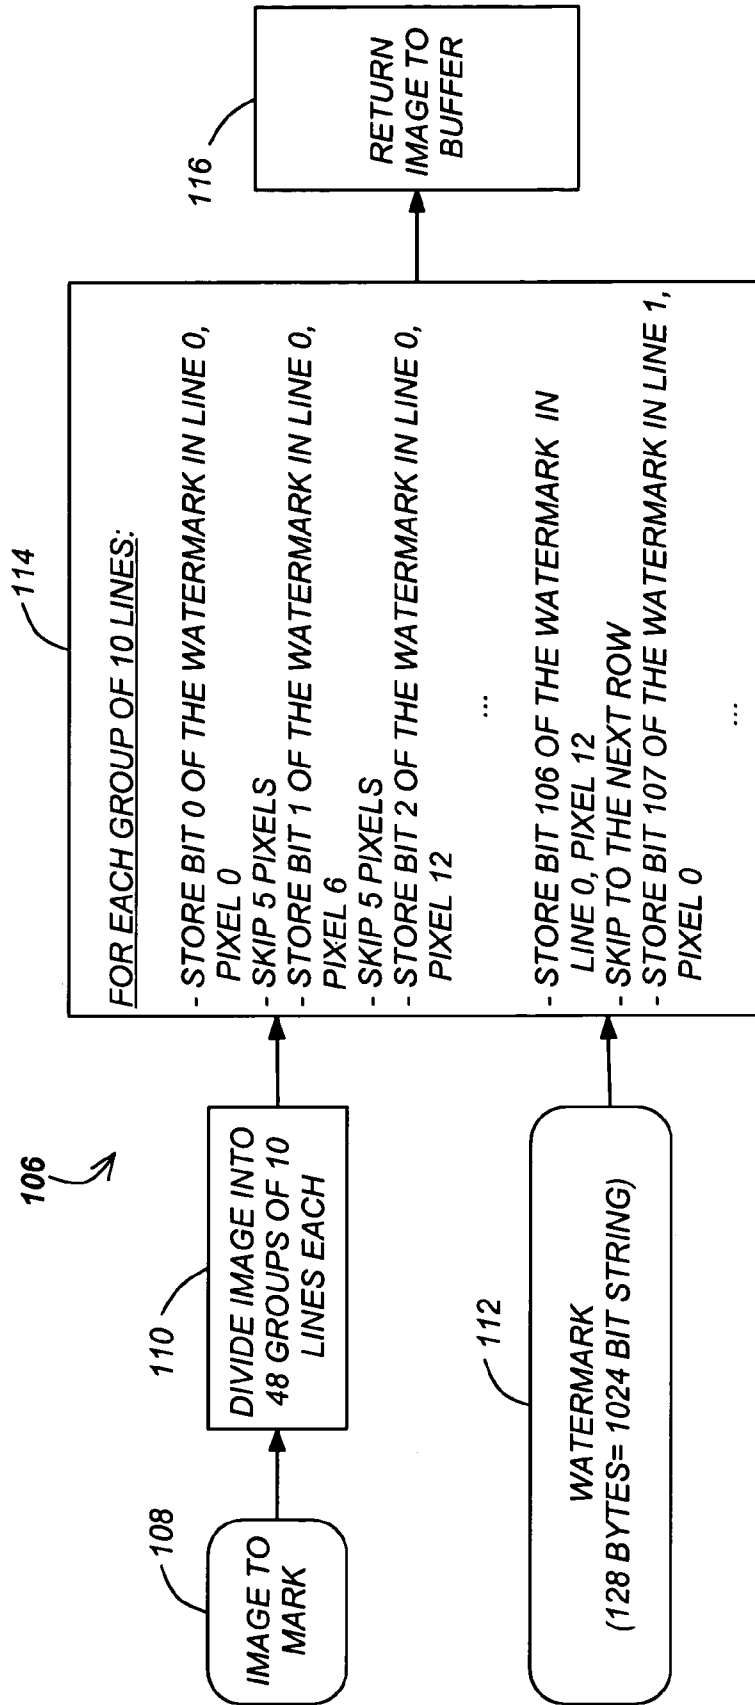 106
108
IMAGE TO
MARK
110
DIVIDE IMAGE INTO
48 GROUPS OF 10
LINES EACH
112
WATERMARK
(128 BYTES= 1024 BIT STRING)
114
FOR EACH GROUP OF 10 LINES:
- STORE BIT 0 OF THE WATERMARK IN LINE 0,
PIXEL 0
- SKIP 5 PIXELS
- STORE BIT 1 OF THE WATERMARK IN LINE 0,
PIXEL 6
- SKIP 5 PIXELS
- STORE BIT 2 OF THE WATERMARK IN LINE 0,
PIXEL 12
...
- STORE BIT 106 OF THE WATERMARK IN
LINE 0, PIXEL 12
- SKIP TO THE NEXT ROW
- STORE BIT 107 OF THE WATERMARK IN LINE 1,
PIXEL 0
...
116
RETURN
IMAGE TO
BUFFER